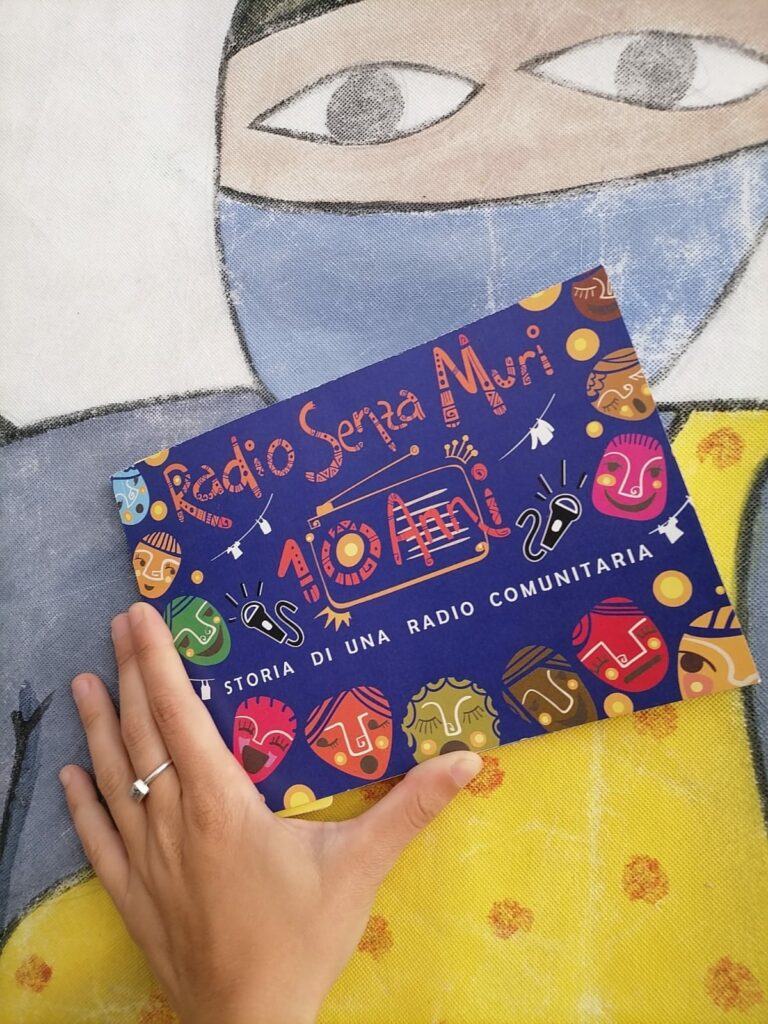 Radio Senza Muri
10 Anni
STORIA DI UNA RADIO COMUNITARIA